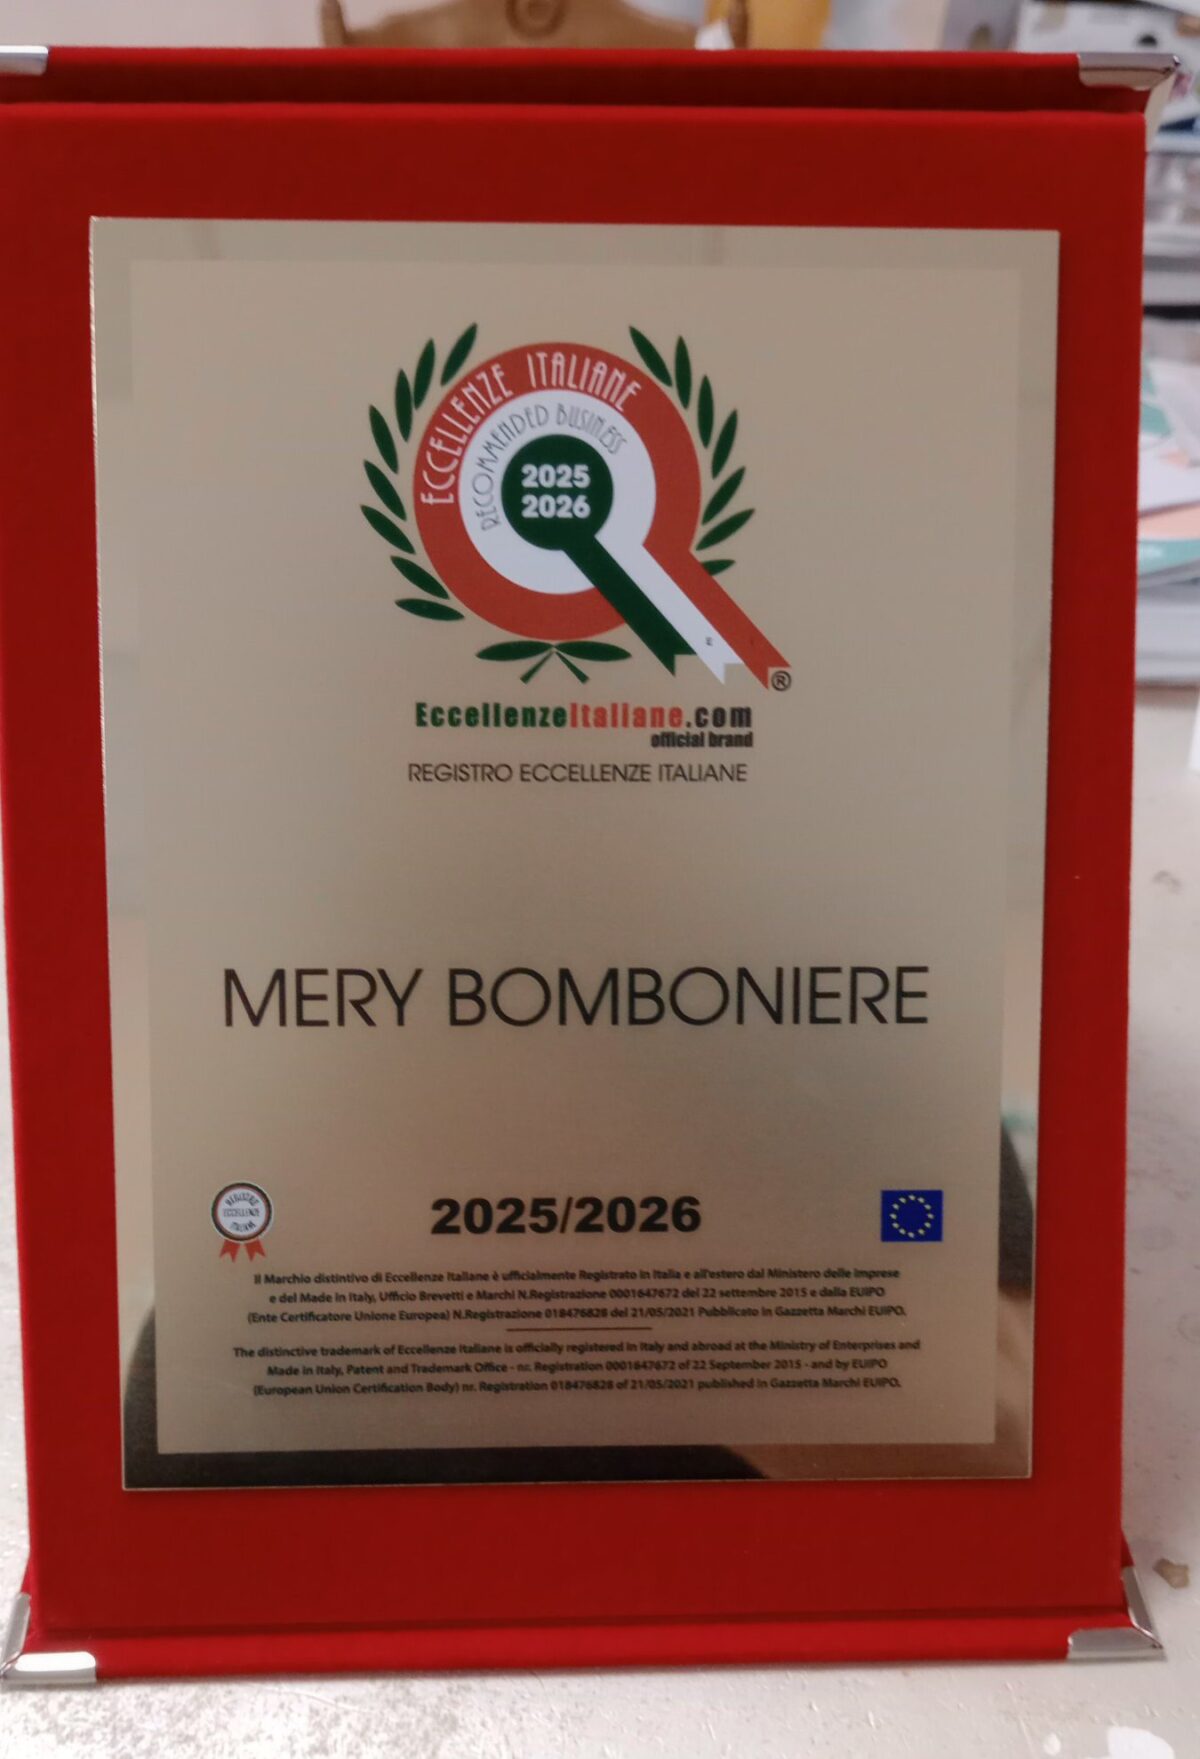 ECCELLENZE ITALIANE
RECOMMENDED BUSINESS
2025
2026
®
EccellenzeItaliane.com
official brand
REGISTRO ECCELLENZE ITALIANE
MERY BOMBONIERE
REGISTRO
ECCELLENZE
ITALIANE
2025/2026
Il Marchio distintivo di Eccellenze Italiane è ufficialmente Registrato in Italia e all'estero dal Ministero delle Imprese
e del Made in Italy, Ufficio Brevetti e Marchi N.Registrazione 0001647672 del 22 settembre 2015 e dalla EUIPO
(Ente Certificatore Unione Europea) N.Registrazione 018476828 del 21/05/2021 Pubblicato in Gazzetta Marchi EUIPO.
The distinctive trademark of Eccellenze Italiane is officially registered in Italy and abroad at the Ministry of Enterprises and
Made in Italy, Patent and Trademark Office - nr. Registration 0001647672 of 22 September 2015 - and by EUIPO
(European Union Certification Body) nr. Registration 018476828 of 21/05/2021 published in Gazzetta Marchi EUIPO.